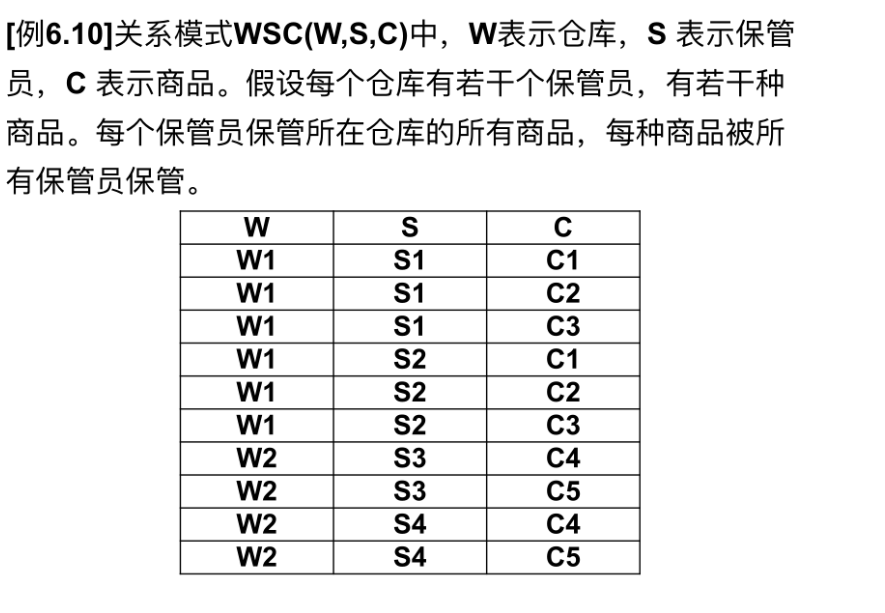 [例6.10]关系模式WSC(W,S,C)中，W表示仓库，S 表示保管
员，C 表示商品。假设每个仓库有若干个保管员，有若干种
商品。每个保管员保管所在仓库的所有商品，每种商品被所
有保管员保管。
W S C
W1 S1 C1
W1 S1 C2
W1 S1 C3
W1 S2 C1
W1 S2 C2
W1 S2 C3
W2 S3 C4
W2 S3 C5
W2 S4 C4
W2 S4 C5